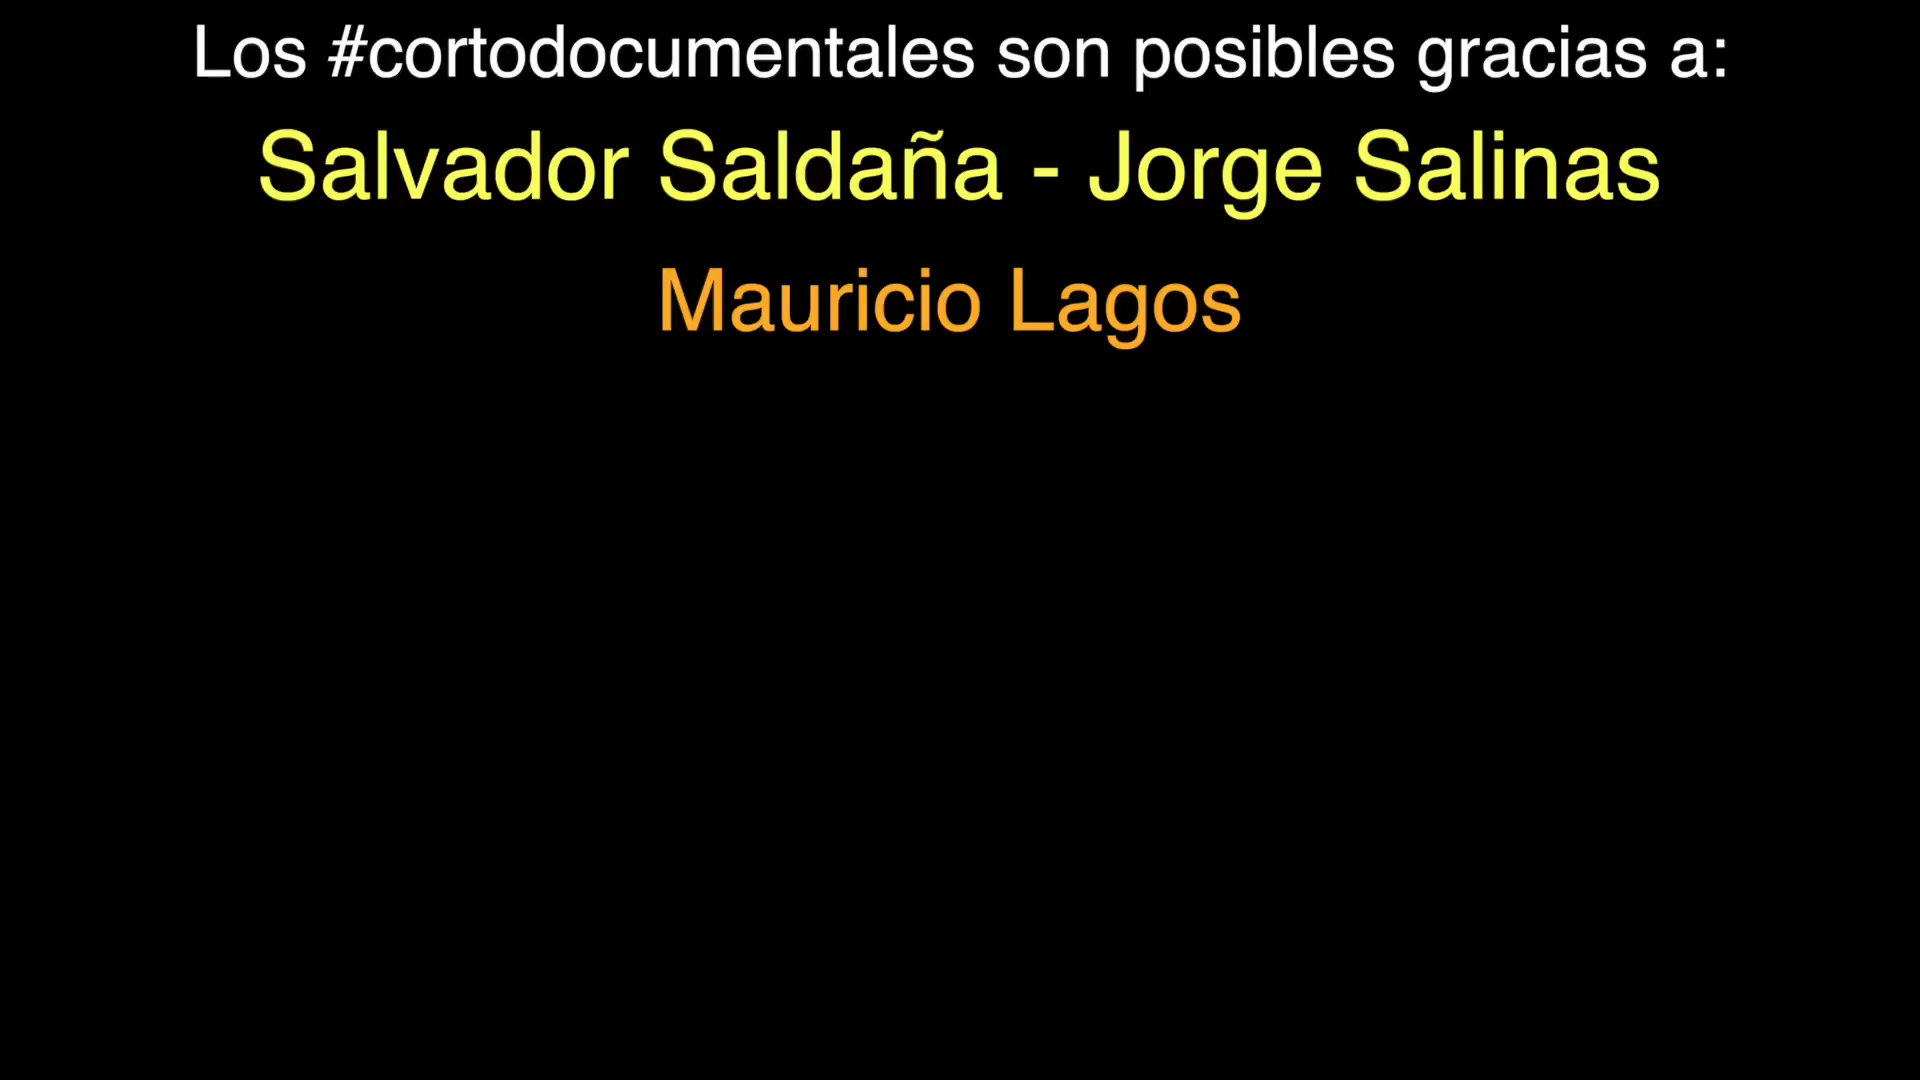 Los #cortodocumentales son posibles gracias a:
Salvador Saldaña - Jorge Salinas
Mauricio Lagos